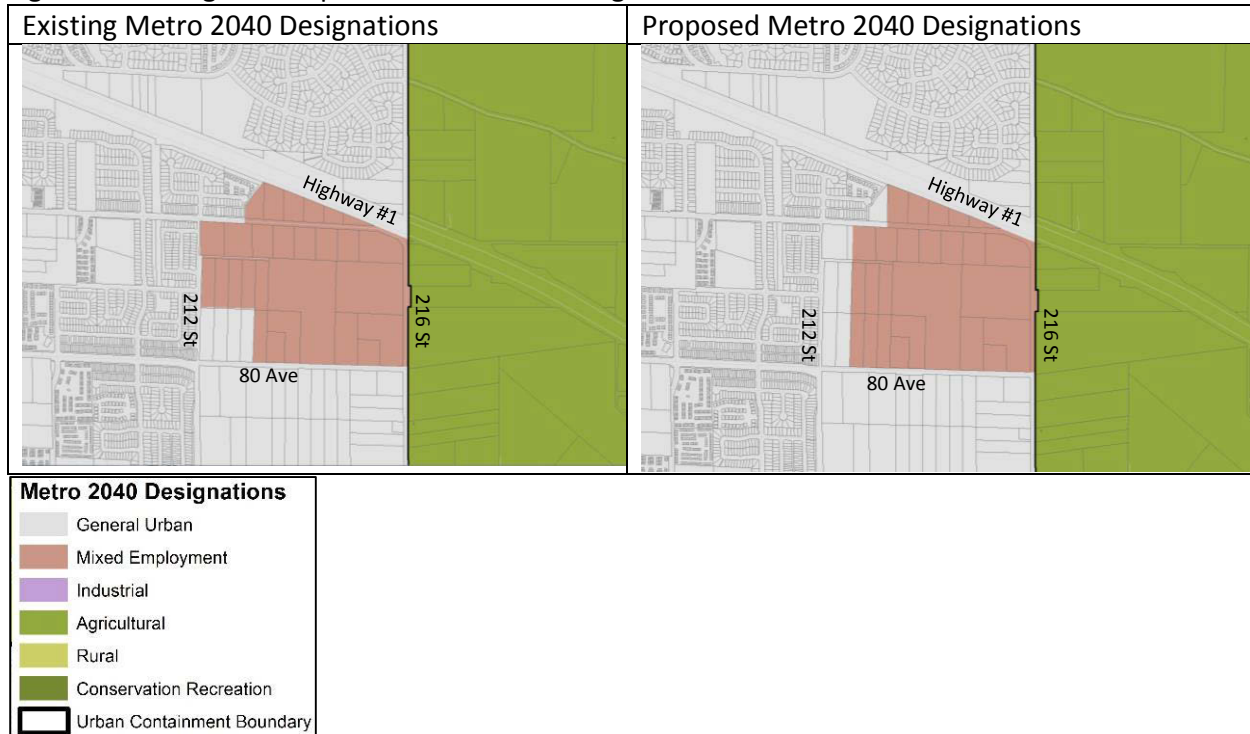 Existing Metro 2040 Designations
Proposed Metro 2040 Designations
Highway #1
212 St
216 St
80 Ave
Highway #1
212 St
216 St
80 Ave
Metro 2040 Designations
General Urban
Mixed Employment
Industrial
Agricultural
Rural
Conservation Recreation
Urban Containment Boundary